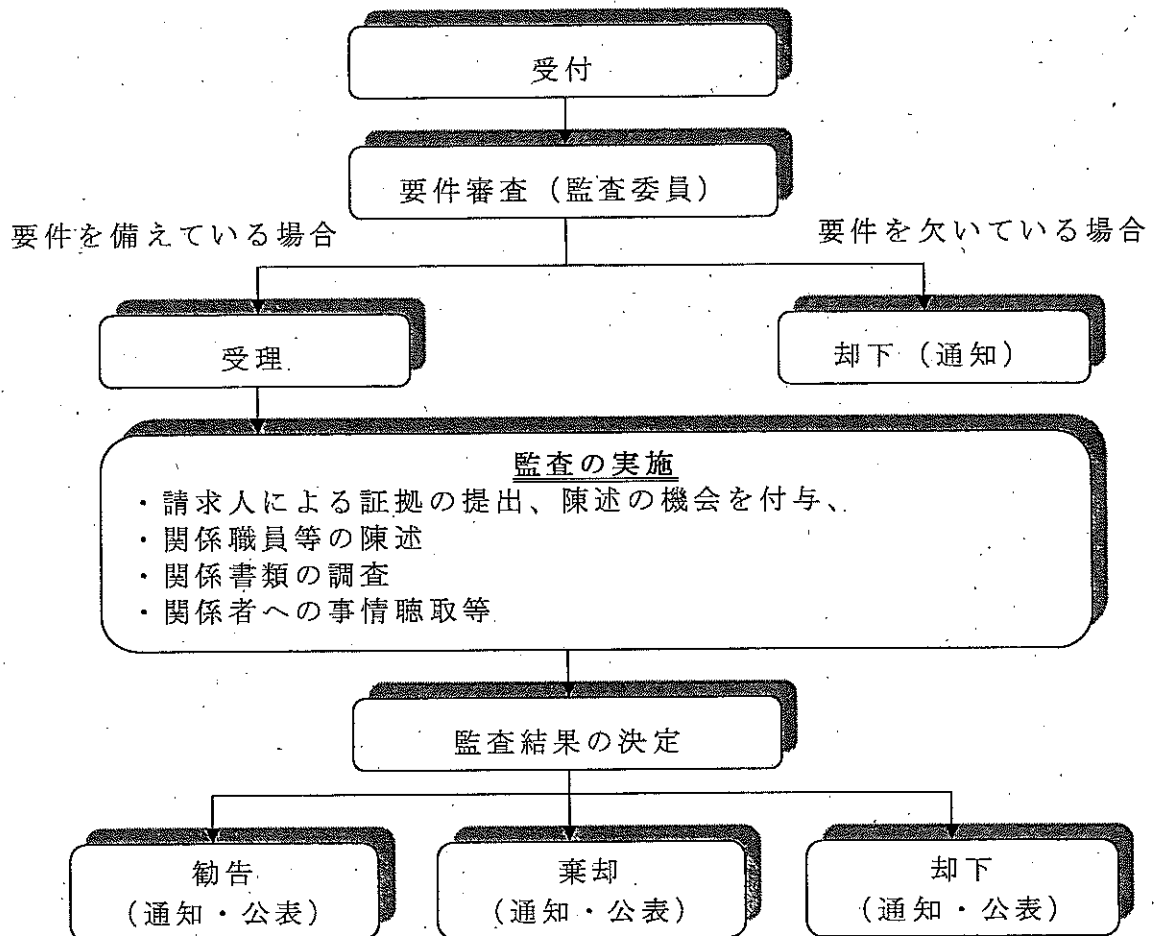 受付
要件審査（監査委員）
要件を備えている場合
要件を欠いている場合
受理
却下（通知）
監査の実施
・請求人による証拠の提出、陳述の機会を付与、
・関係職員等の陳述
・関係書類の調査
・関係者への事情聴取等
監査結果の決定
勧告
（通知・公表）
棄却
（通知・公表）
却下
（通知・公表）